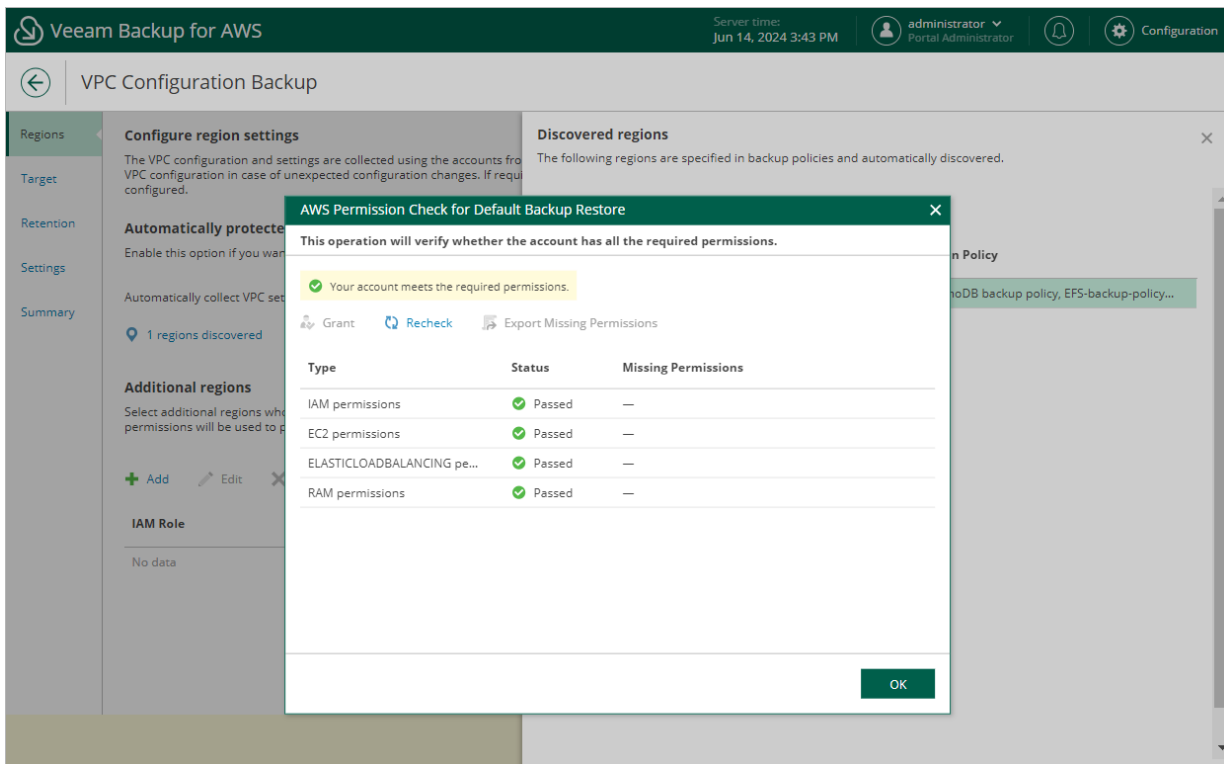 Veeam Backup for AWS
Server time:
Jun 14, 2024 3:43 PM
administrator
Portal Administrator
Configuration
VPC Configuration Backup
Regions
Target
Retention
Settings
Summary
Configure region settings
The VPC configuration and settings are collected using the accounts fro
VPC configuration in case of unexpected configuration changes. If requi
configured.
Automatically protecte
Enable this option if you wan
Automatically collect VPC set
1 regions discovered
Additional regions
Select additional regions who
permissions will be used to p
Add Edit
IAM Role
No data
Discovered regions
The following regions are specified in backup policies and automatically discovered.
n Policy
noDB backup policy, EFS-backup-policy...
AWS Permission Check for Default Backup Restore
This operation will verify whether the account has all the required permissions.
Your account meets the required permissions.
Grant Recheck Export Missing Permissions
Type Status Missing Permissions
IAM permissions Passed —
EC2 permissions Passed —
ELASTICLOADBALANCING pe... Passed —
RAM permissions Passed —
OK